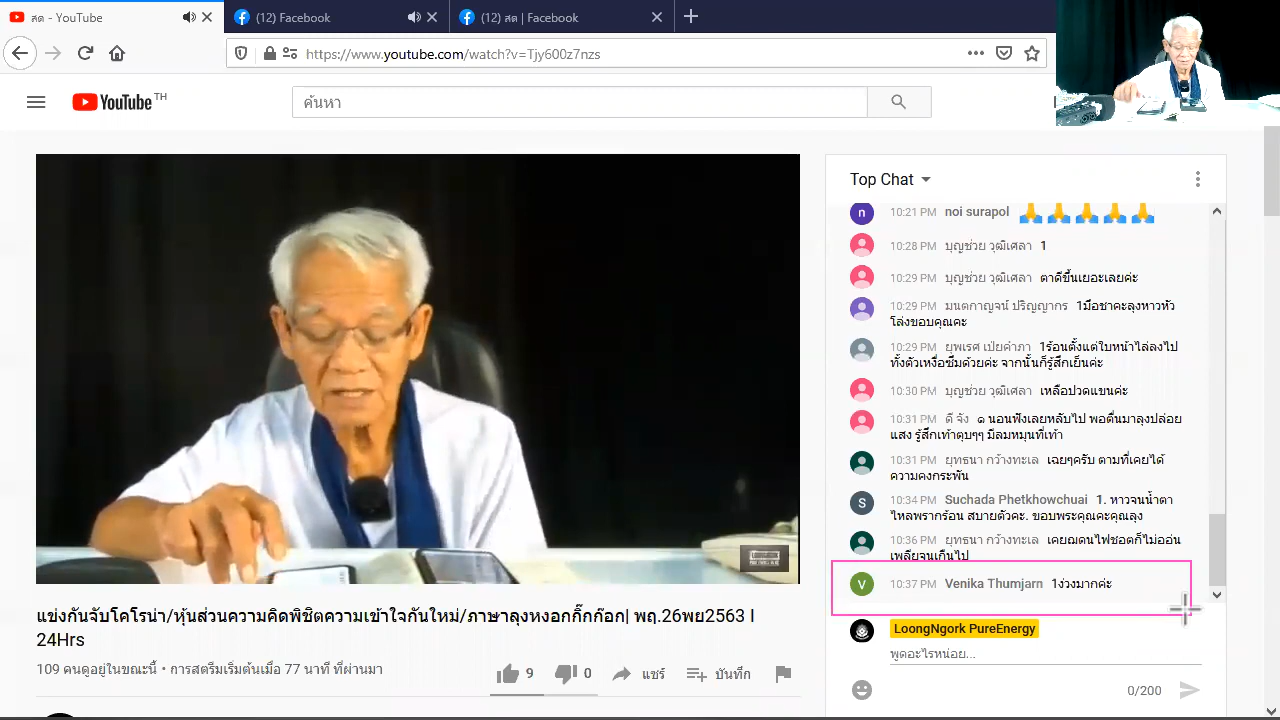 สด - YouTube
(12) Facebook
(12) สด | Facebook
https://www.youtube.com/watch?v=Tjy600z7nzs
YouTube TH
ค้นหา
Top Chat
10:21 PM noi surapol
10:28 PM บุญช่วย วุฒิเศลา 1
10:29 PM บุญช่วย วุฒิเศลา ตาดีขึ้นเยอะเลยค่ะ
10:29 PM มนตกาญจน์ ปริญญากร 1มือชาคะลุงหาวหัว
โล่งขอบคุณคะ
10:29 PM ยุพเรศ เปียคำภา 1ร้อนตั้งแต่ใบหน้าไล่ลงไป
ทั้งตัวเหงื่อซึมด้วยค่ะ จากนั้นก็รู้สึกเย็นค่ะ
10:30 PM บุญช่วย วุฒิเศลา เหลือปวดแขนค่ะ
10:31 PM ดี จัง ๑ นอนฟังเลยหลับไป พอตื่นมาลุงปล่อย
แสง รู้สึกเท้าตุบๆๆ มีลมหมุนที่เท้า
10:31 PM ยุทธนา กว้างทะเล เฉยๆครับ ตามที่เคยได้
ความคงกระพัน
10:34 PM Suchada Phetkhowchuai 1. หาวจนน้ำตา
ไหลพรากร้อน สบายตัวคะ. ขอบพระคุณคะคุณลุง
10:36 PM ยุทธนา กว้างทะเล เคยฌตนไฟชอตก็ไม่ออ่น
เพลียจนเกินไป
10:37 PM Venika Thumjarn 1ง่วงมากค่ะ
LoongNgork PureEnergy
พูดอะไรหน่อย...
0/200
แข่งกันจับโคโรน่า/หุ้นส่วนความคิดพิชิตความเข้าใจกันใหม่/ภาษาลุงหงอกกิ๊กก๊อก| พฤ.26พย2563 l
24Hrs
109 คนดูอยู่ในขณะนี้ • การสตรีมเริ่มต้นเมื่อ 77 นาที ที่ผ่านมา
9
0
แชร์
บันทึก